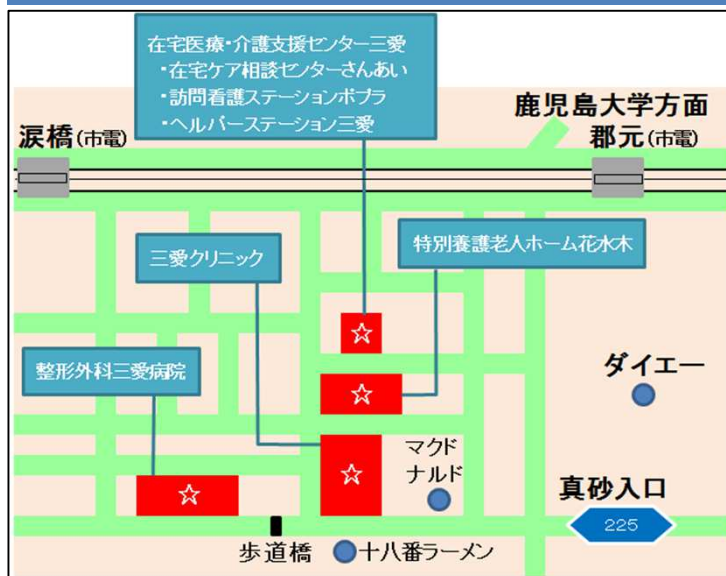 在宅医療・介護支援センター三愛
・在宅ケア相談センターさんあい
・訪問看護ステーションポプラ
・ヘルパーステーション三愛
鹿児島大学方面
涙橋(市電)
郡元(市電)
三愛クリニック
特別養護老人ホーム花水木
整形外科三愛病院
ダイエー
マクド
ナルド
真砂入口
225
歩道橋
十八番ラーメン